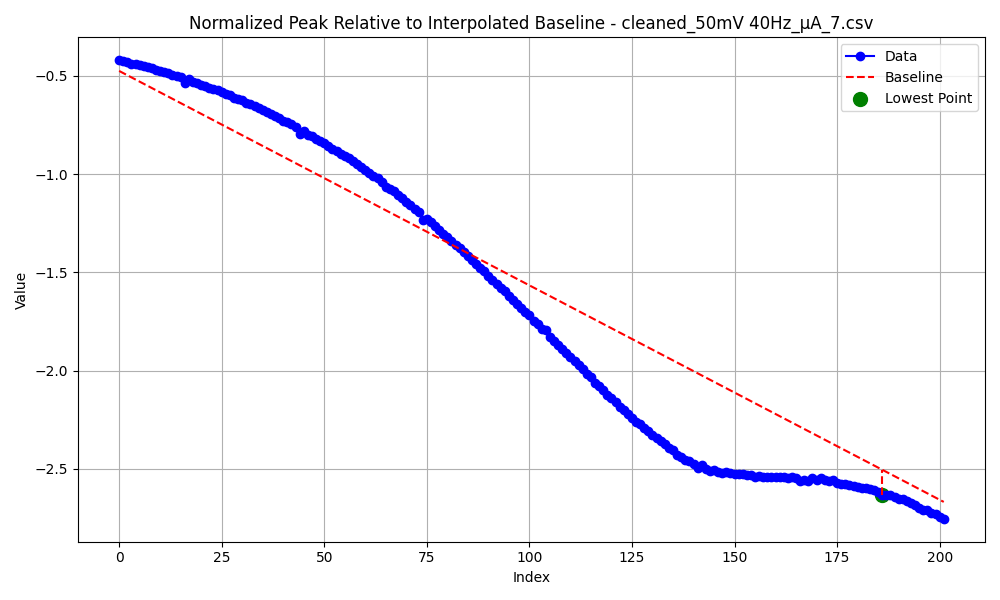 Normalized Peak Relative to Interpolated Baseline - cleaned_50mV 40Hz_μA_7.csv
Data
Baseline
Lowest Point
Value
−0.5
−1.0
−1.5
−2.0
−2.5
0 25 50 75 100 125 150 175 200
Index